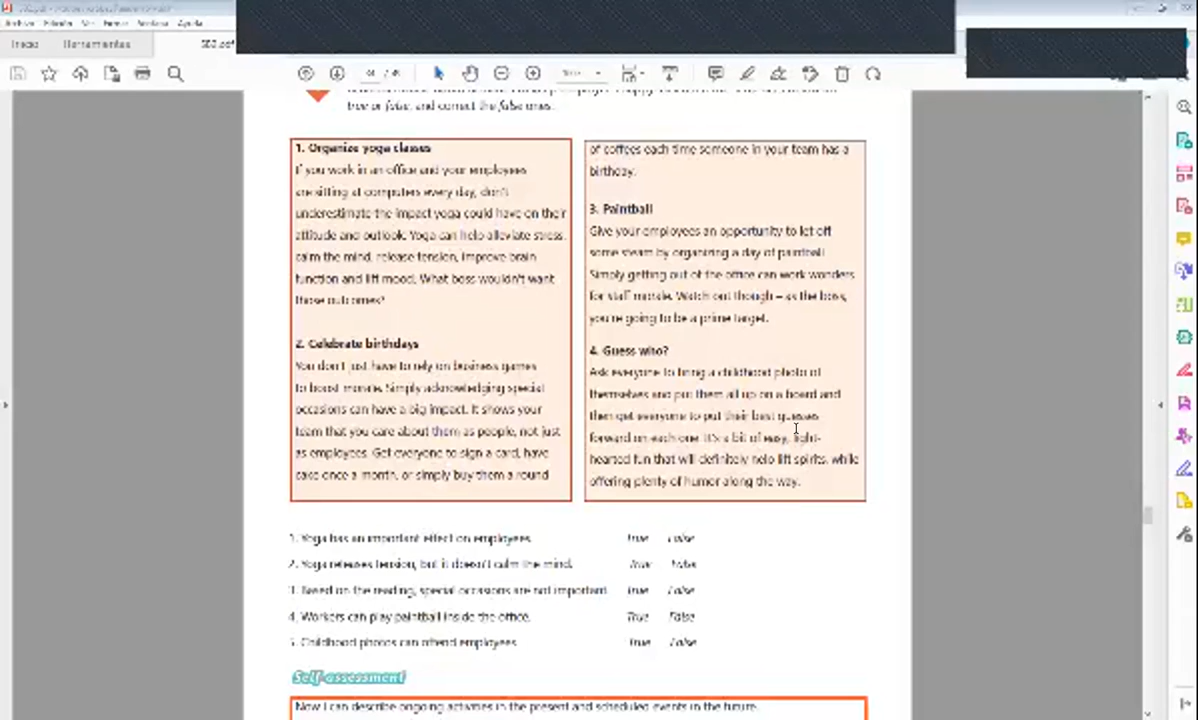 Archivo Edición Ver Ventana Ayuda
Inicio Herramientas
true or false, and correct the false ones.
1. Organize yoga classes
If you work in an office and your employees
are sitting at computers every day, don't
underestimate the impact yoga could have on their
attitude and outlook. Yoga can help alleviate stress,
calm the mind, release tension, improve brain
function and lift mood. What boss wouldn't want
those outcomes?
2. Celebrate birthdays
You don't just have to rely on business games
to boost morale. Simply acknowledging special
occasions can have a big impact. It shows your
team that you care about them as people, not just
as employees. Get everyone to sign a card, have
cake once a month, or simply buy them a round
of coffees each time someone in your team has a
birthday.
3. Paintball
Give your employees an opportunity to let off
some steam by organizing a day of paintball.
Simply getting out of the office can work wonders
for staff morale. Watch out though – as the boss,
you're going to be a prime target.
4. Guess who?
Ask everyone to bring a childhood photo of
themselves and put them all up on a board and
then get everyone to put their best guesses
forward on each one. It's a bit of easy, light-
hearted fun that will definitely help lift spirits, while
offering plenty of humor along the way.
1. Yoga has an important effect on employees. True False
2. Yoga releases tension, but it doesn't calm the mind. True False
3. Based on the reading, special occasions are not important. True False
4. Workers can play paintball inside the office. True False
5. Childhood photos can offend employees. True False
Self-assessment
Now I can describe ongoing activities in the present and scheduled events in the future.